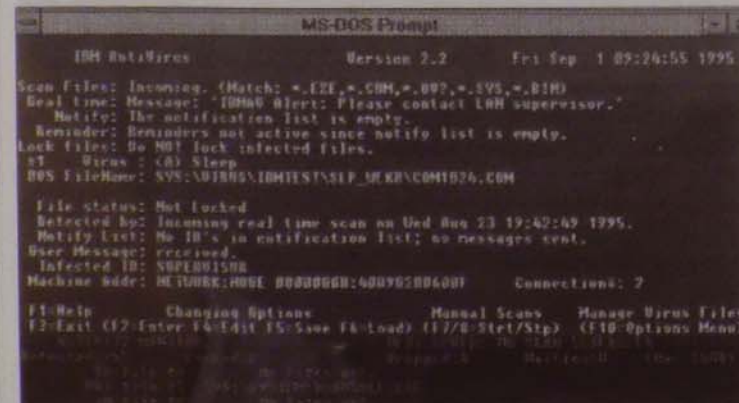 MS-DOS Prompt
IBM AntiVirus Version 2.2 Fri Sep 1 09:26:55 1995
Scan Files: Incoming. (Match: *.EXE,*.COM,*.OV?,*.SYS,*.BIN)
Real time: Message: "IBMAV Alert: Please contact LAN supervisor."
Notify: The notification list is empty.
Reminder: Reminders not active since notify list is empty.
Lock files: Do NOT lock infected files.
#1 Virus : (A) Sleep
DOS FileName: SYS:\VIRUS\IBMTEST\SLP_WEKB\COM1024.COM
File status: Not Locked
Detected by: Incoming real time scan on Wed Aug 23 19:42:49 1995.
Notify List: No ID's in notification list; no messages sent.
User Message: received.
Infected ID: SUPERVISOR
Machine Addr: NETWORK:NODE Connections: 2
F1=Help Changing Options Manual Scans Manage Virus Files
F3=Exit (F2=Enter F4=Edit F5=Save F6=Load) (F7/8=Strt/Stp) (F10=Options Menu)